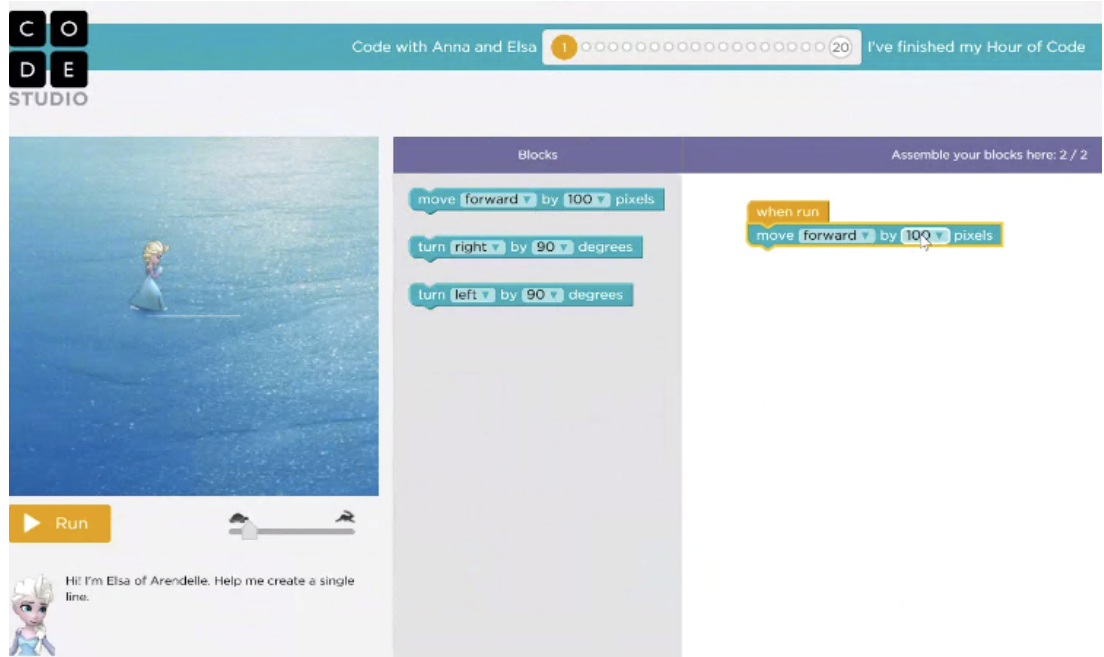 CODE
STUDIO
Code with Anna and Elsa 1 20 I've finished my Hour of Code
Blocks
Assemble your blocks here: 2 / 2
move forward by 100 pixels
turn right by 90 degrees
turn left by 90 degrees
when run
move forward by 100 pixels
Run
Hi! I'm Elsa of Arendelle. Help me create a single
line.